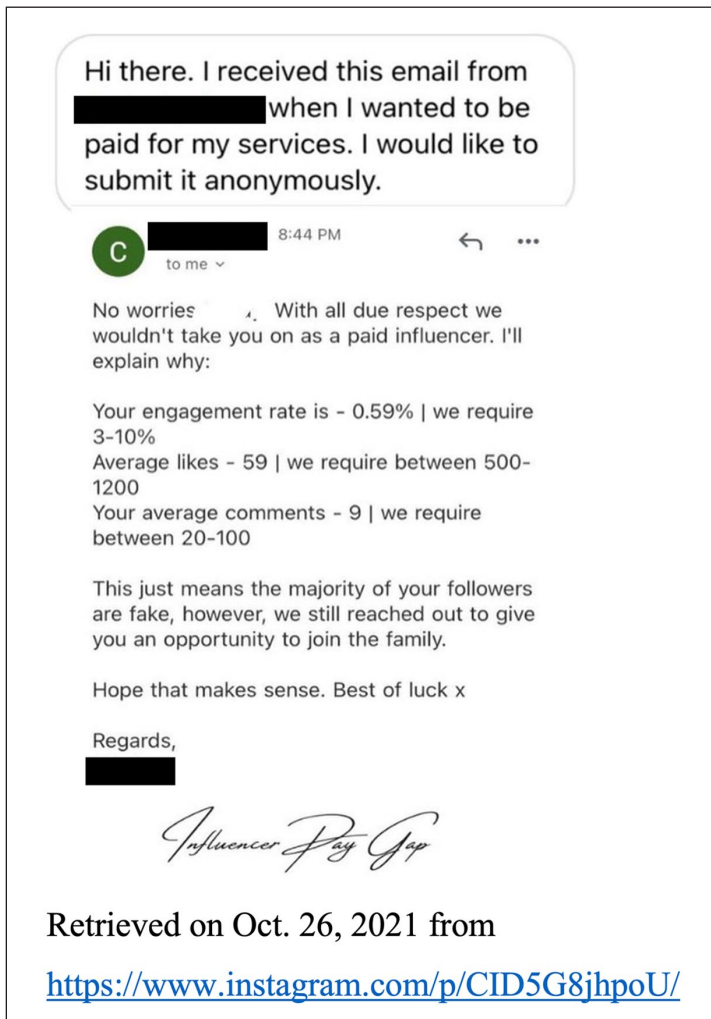 Hi there. I received this email from
when I wanted to be
paid for my services. I would like to
submit it anonymously.
C
8:44 PM
to me
No worries . With all due respect we
wouldn't take you on as a paid influencer. I'll
explain why:
Your engagement rate is - 0.59% | we require
3-10%
Average likes - 59 | we require between 500-
1200
Your average comments - 9 | we require
between 20-100
This just means the majority of your followers
are fake, however, we still reached out to give
you an opportunity to join the family.
Hope that makes sense. Best of luck x
Regards,
Influencer Pay Gap
Retrieved on Oct. 26, 2021 from
https://www.instagram.com/p/CID5G8jhpoU/